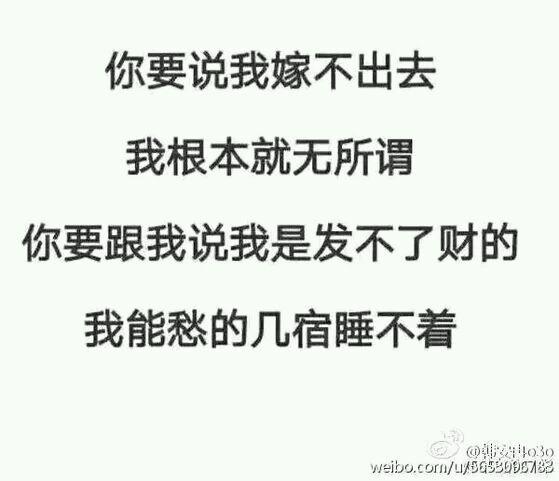 你要说我嫁不出去
我根本就无所谓
你要跟我说我是发不了财的
我能愁的几宿睡不着